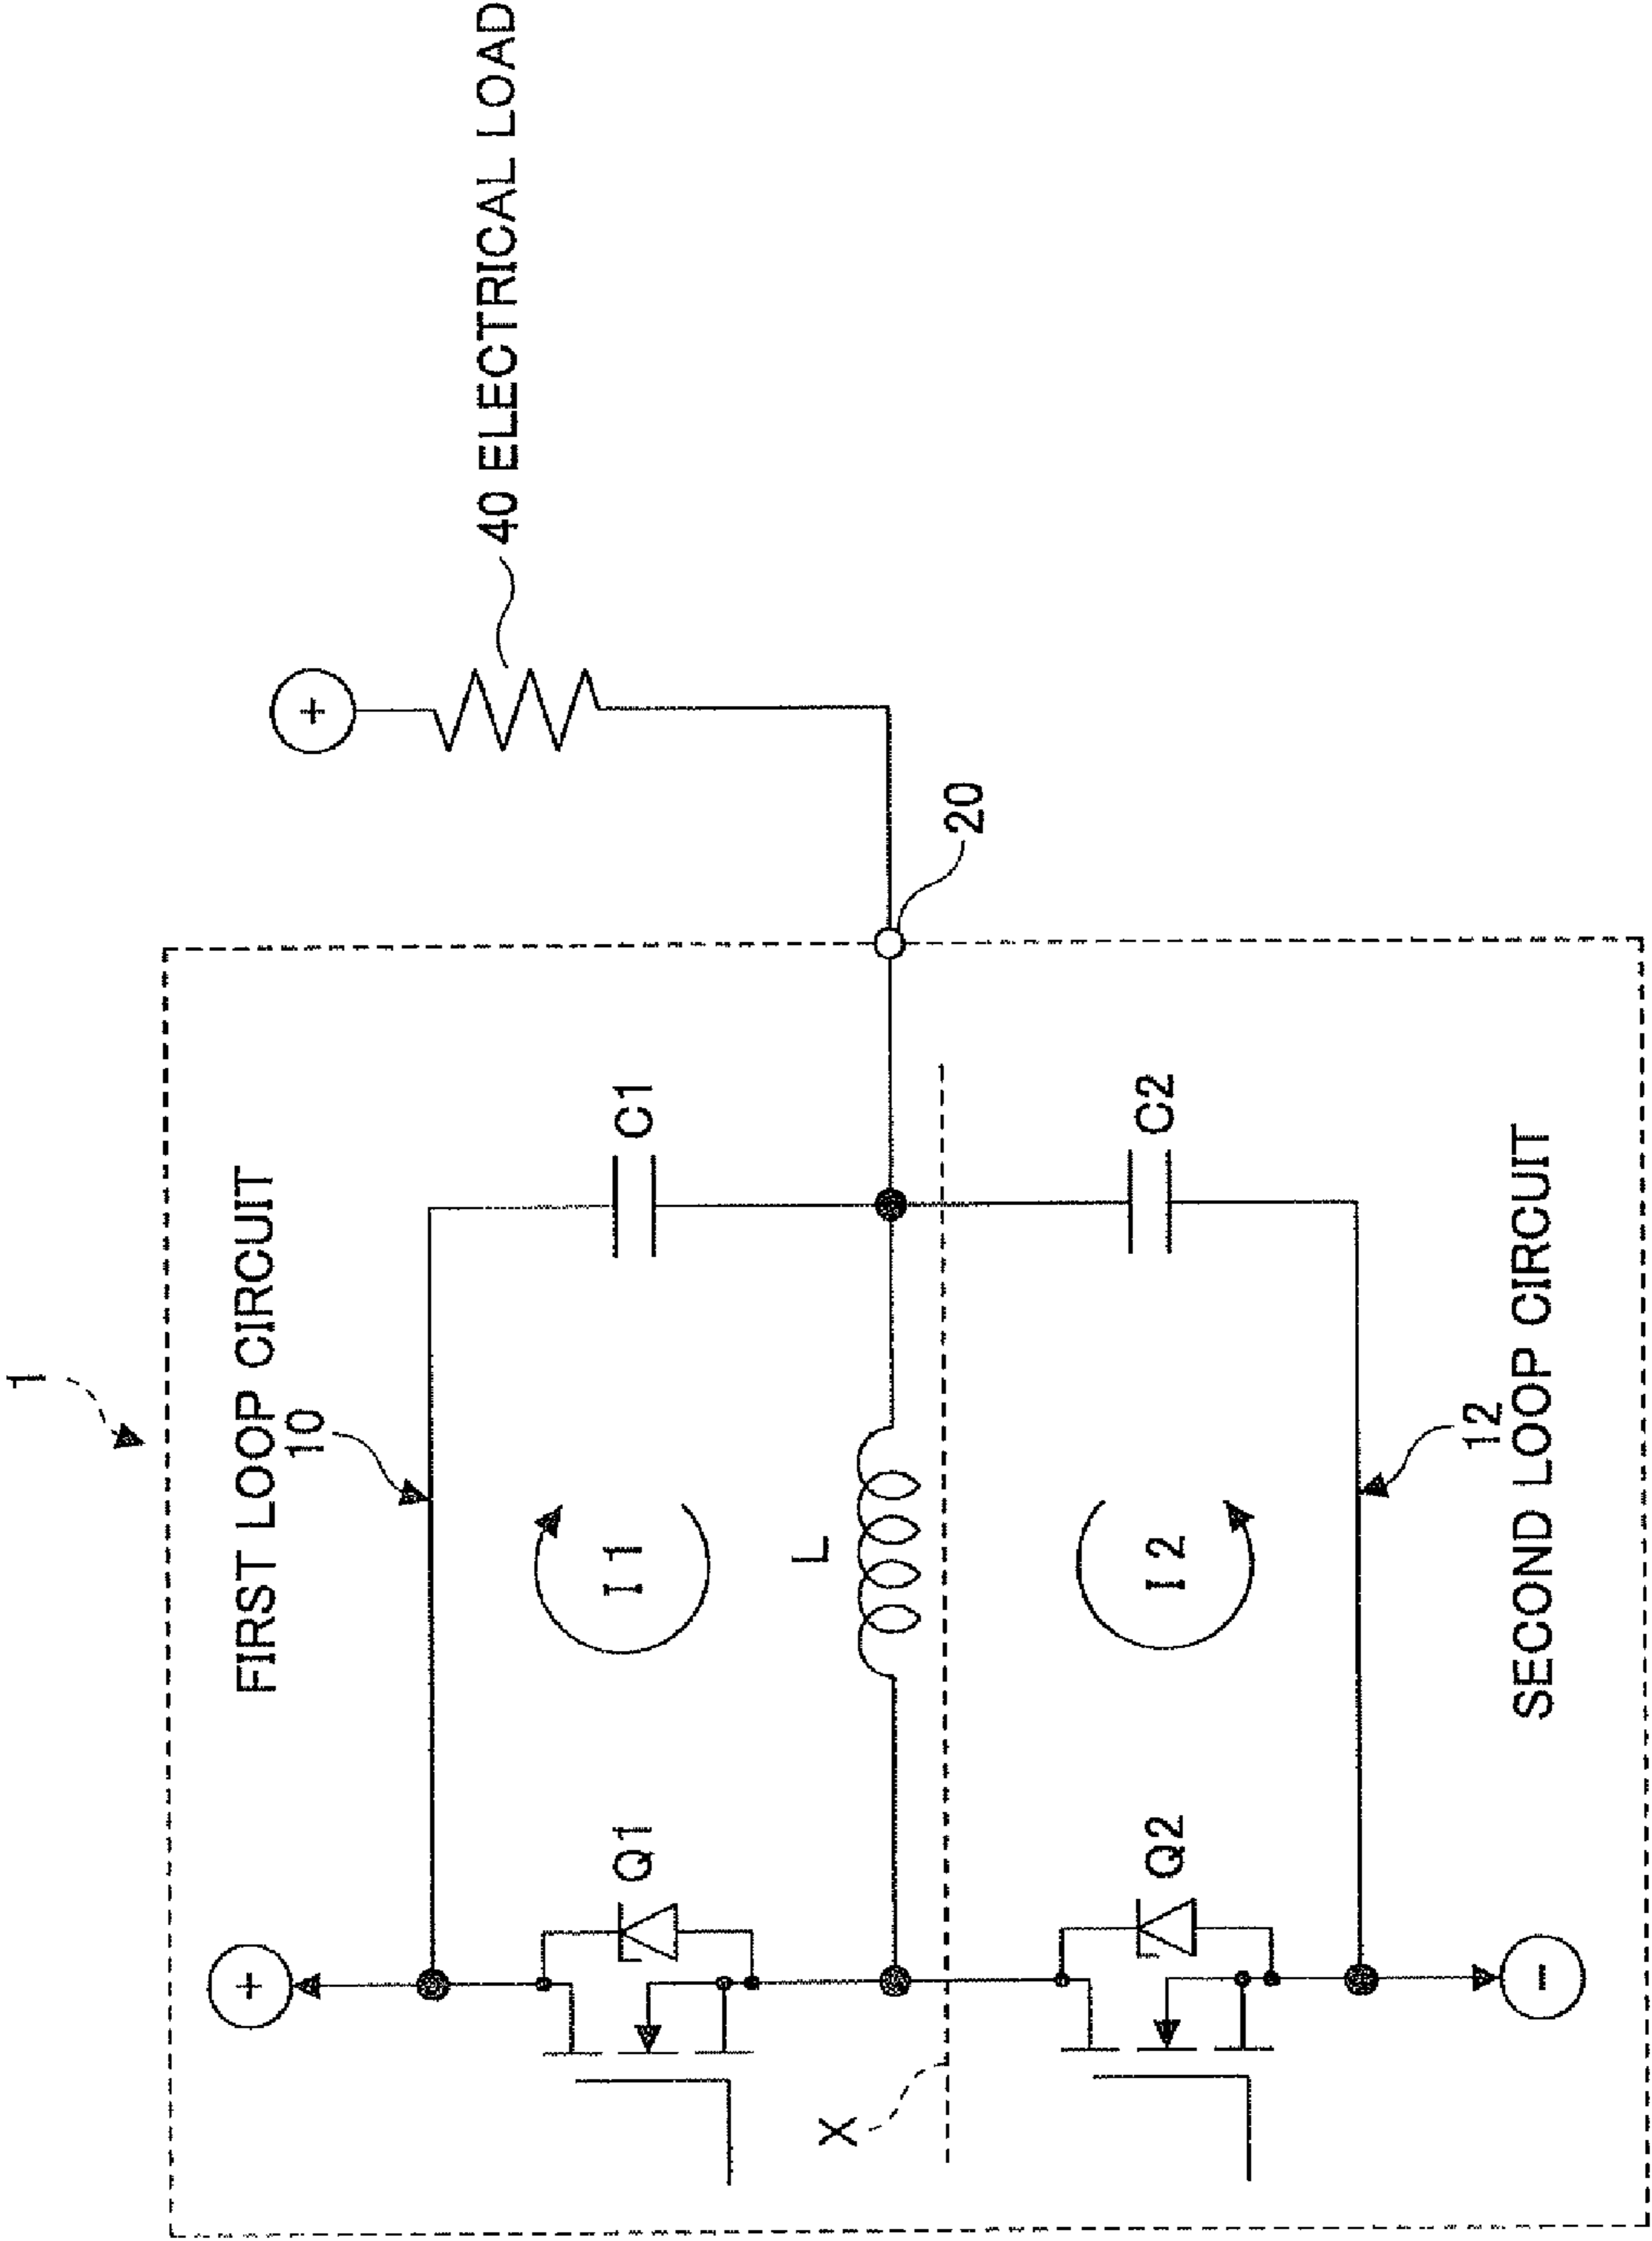 1
FIRST LOOP CIRCUIT
10
+
Q1
I1
C1
+
40 ELECTRICAL LOAD
L
20
X
Q2
I2
C2
12
SECOND LOOP CIRCUIT
-